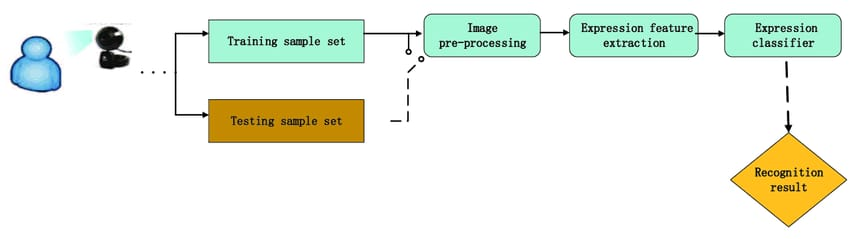 Training sample set
Testing sample set
Image
pre-processing
Expression feature
extraction
Expression
classifier
Recognition
result